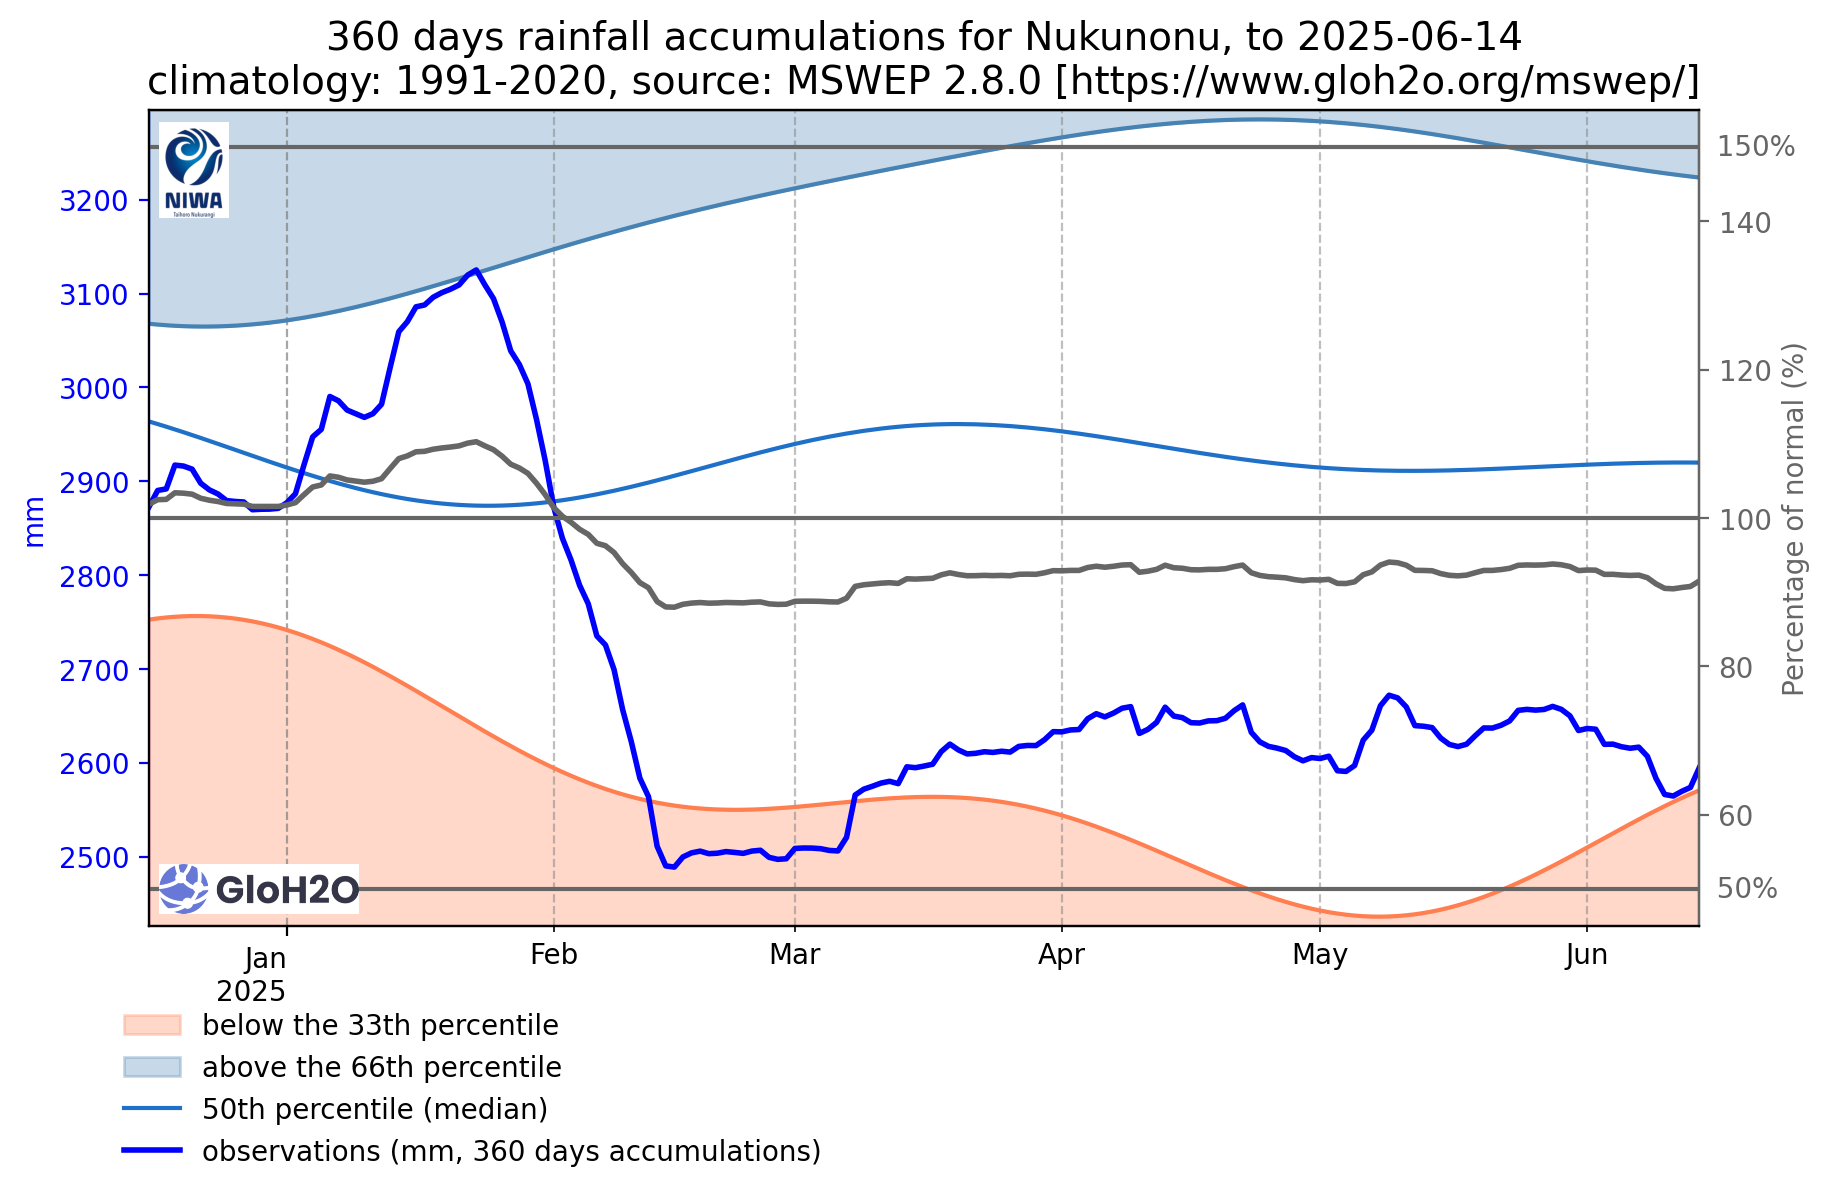 360 days rainfall accumulations for Nukunonu, to 2025-06-14
climatology: 1991-2020, source: MSWEP 2.8.0 [https://www.gloh2o.org/mswep/]
NIWA
Taihoro Nukurangi
3200
3100
3000
2900
2800
2700
2600
2500
mm
150%
140
120
100
80
60
50%
Percentage of normal (%)
GloH2O
Jan
2025
Feb
Mar
Apr
May
Jun
below the 33th percentile
above the 66th percentile
50th percentile (median)
observations (mm, 360 days accumulations)